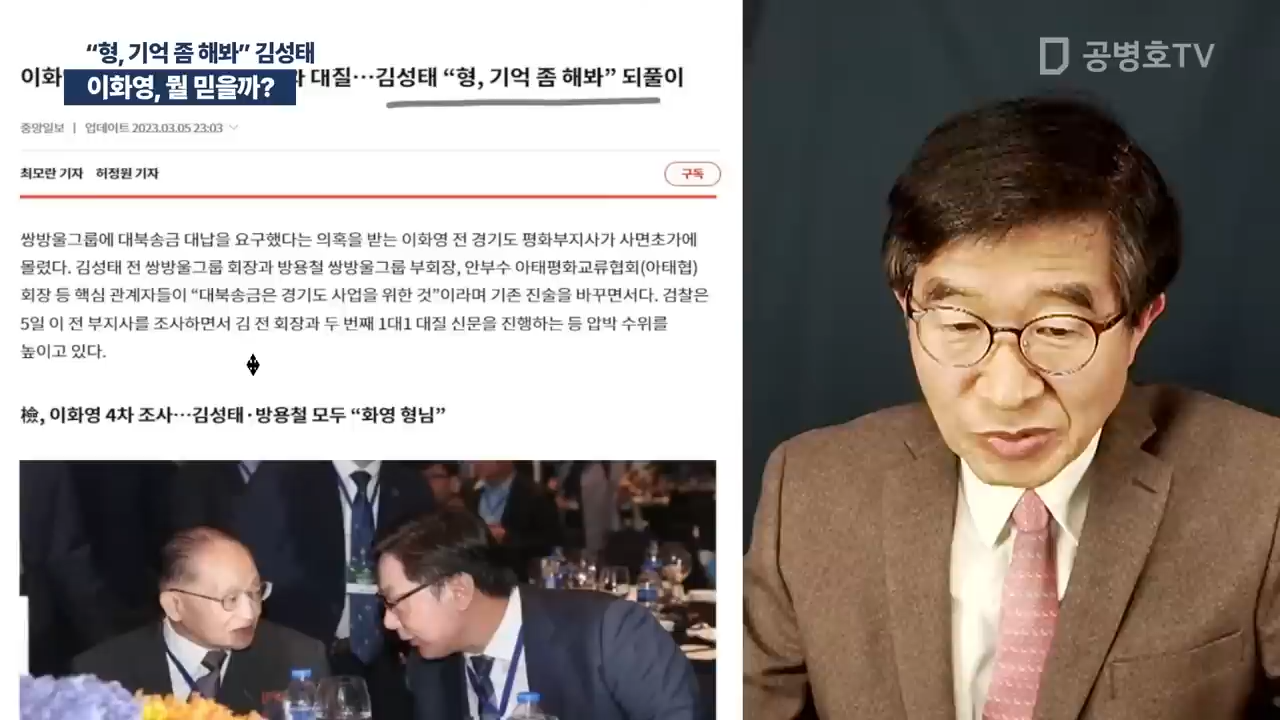 “형, 기억 좀 해봐” 김성태
이화영, 뭘 믿을까?
이화 대질…김성태 “형, 기억 좀 해봐” 되풀이
중앙일보 | 업데이트 2023.03.05 23:03
최모란 기자 허정원 기자
구독
쌍방울그룹에 대북송금 대납을 요구했다는 의혹을 받는 이화영 전 경기도 평화부지사가 사면초가에
몰렸다. 김성태 전 쌍방울그룹 회장과 방용철 쌍방울그룹 부회장, 안부수 아태평화교류협회(아태협)
회장 등 핵심 관계자들이 “대북송금은 경기도 사업을 위한 것”이라며 기존 진술을 바꾸면서다. 검찰은
5일 이 전 부지사를 조사하면서 김 전 회장과 두 번째 1대1 대질 신문을 진행하는 등 압박 수위를
높이고 있다.
檢, 이화영 4차 조사…김성태·방용철 모두 “화영 형님”
공병호TV